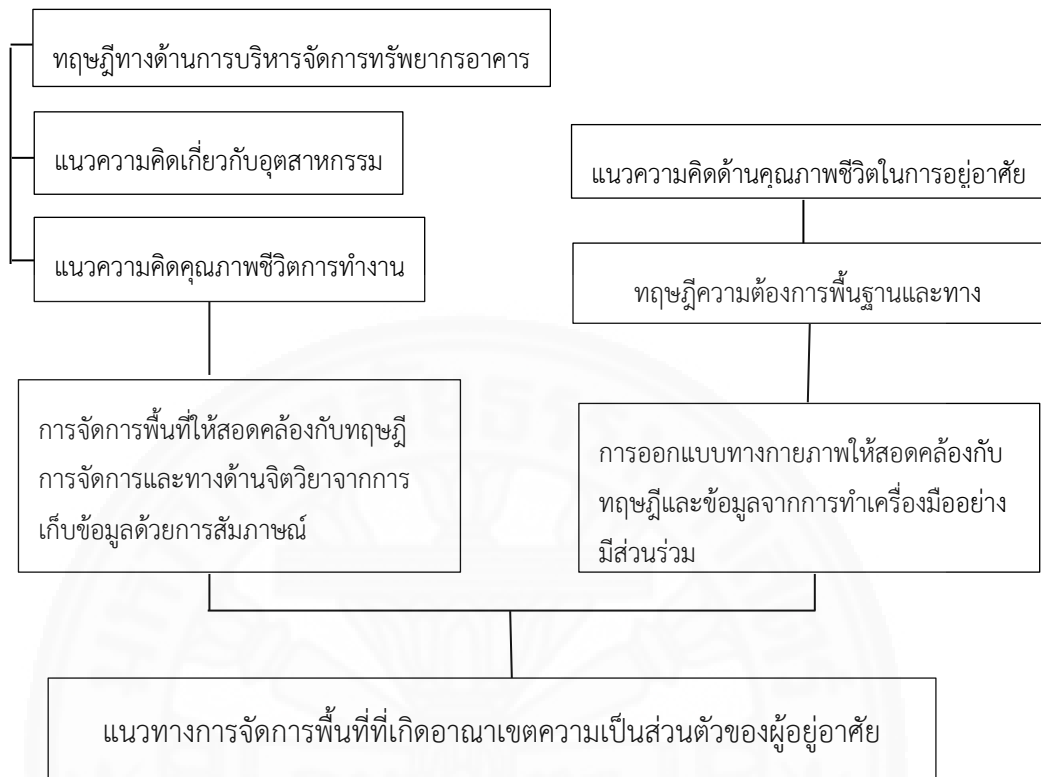 ทฤษฎีทางด้านการบริหารจัดการทรัพยากรอาคาร
แนวความคิดเกี่ยวกับอุตสาหกรรม
แนวความคิดคุณภาพชีวิตการทำงาน
แนวความคิดด้านคุณภาพชีวิตในการอยู่อาศัย
ทฤษฎีความต้องการพื้นฐานและทาง
การจัดการพื้นที่ให้สอดคล้องกับทฤษฎี
การจัดการและทางด้านจิตวิยาจากการ
เก็บข้อมูลด้วยการสัมภาษณ์
การออกแบบทางกายภาพให้สอดคล้องกับ
ทฤษฎีและข้อมูลจากการทำเครื่องมืออย่าง
มีส่วนร่วม
แนวทางการจัดการพื้นที่ที่เกิดอาณาเขตความเป็นส่วนตัวของผู้อยู่อาศัย